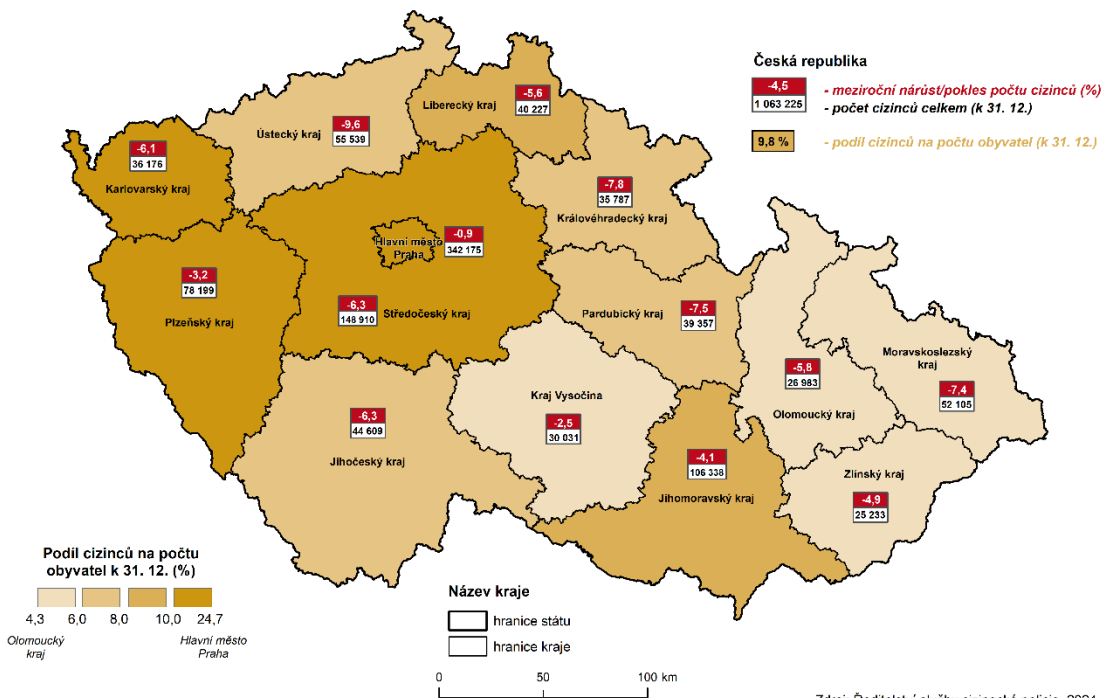 Česká republika
-4,5
1 063 225
- meziroční nárůst/pokles počtu cizinců (%)
- počet cizinců celkem (k 31. 12.)
9,8 %
- podíl cizinců na počtu obyvatel (k 31. 12.)
Liberecký kraj
-5,6
40 227
Ústecký kraj
-9,6
55 539
-6,1
36 176
Karlovarský kraj
-7,8
35 787
Královéhradecký kraj
Hlavní město
Praha
-0,9
342 175
-3,2
78 199
Plzeňský kraj
-6,3
148 910
Středočeský kraj
Pardubický kraj
-7,5
39 357
Moravskoslezský
kraj
-7,4
52 105
-5,8
26 983
Olomoucký kraj
Kraj Vysočina
-2,5
30 031
-6,3
44 609
Jihočeský kraj
-4,1
106 338
Jihomoravský kraj
Zlínský kraj
-4,9
25 233
Podíl cizinců na počtu
obyvatel k 31. 12. (%)
4,3 6,0 8,0 10,0 24,7
Olomoucký
kraj
Hlavní město
Praha
Název kraje
hranice státu
hranice kraje
0 50 100 km